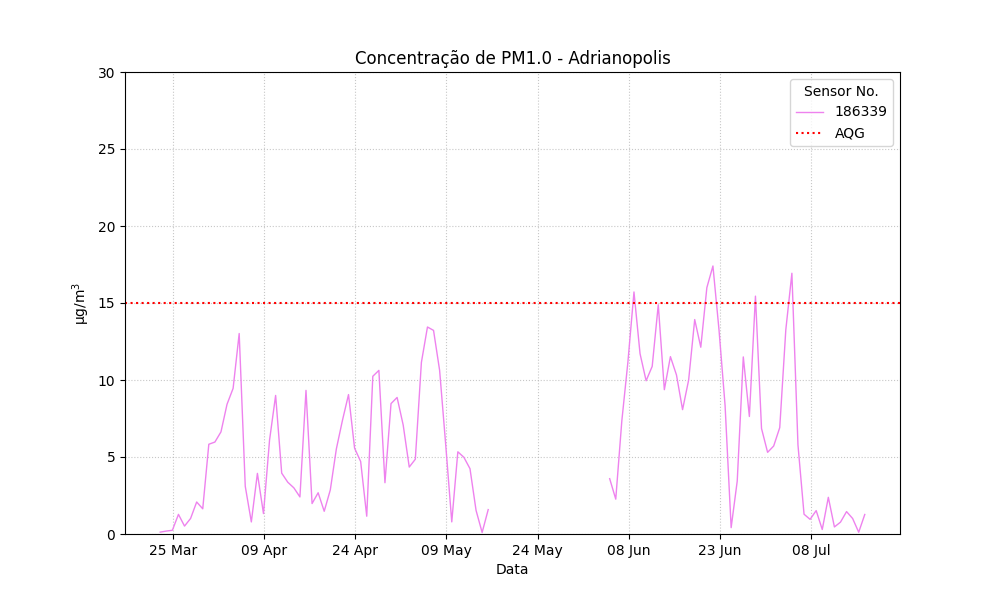 Concentração de PM1.0 - Adrianopolis
Sensor No.
186339
AQG
30
25
20
15
10
5
0
µg/m³
25 Mar
09 Apr
24 Apr
09 May
24 May
08 Jun
23 Jun
08 Jul
Data